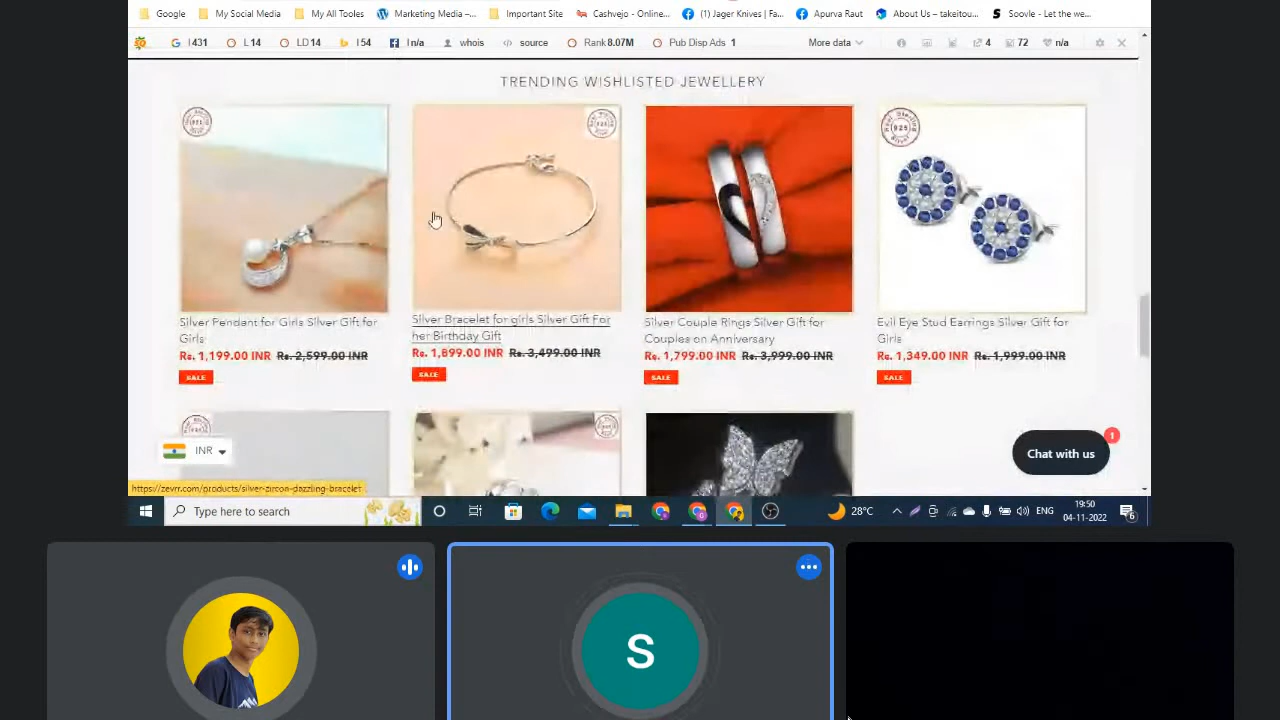 Google My Social Media My All Tooles Marketing Media –... Important Site Cashvejo - Online... (1) Jager Knives | Fa... Apurva Raut About Us – takeitou... Soovle - Let the we...
I 431 L 14 LD 14 I 54 I n/a whois source Rank 8.07M Pub Disp Ads 1 More data 4 72 n/a
TRENDING WISHLISTED JEWELLERY
925
925
925
Silver Pendant for Girls Silver Gift for
Girls
Rs. 1,199.00 INR Rs. 2,599.00 INR
SALE
Silver Bracelet for girls Silver Gift For
her Birthday Gift
Rs. 1,899.00 INR Rs. 3,499.00 INR
SALE
Silver Couple Rings Silver Gift for
Couples on Anniversary
Rs. 1,799.00 INR Rs. 3,999.00 INR
SALE
Evil Eye Stud Earrings Silver Gift for
Girls
Rs. 1,349.00 INR Rs. 1,999.00 INR
SALE
INR
1
Chat with us
https://zevrr.com/products/silver-zircon-dazzling-bracelet
Type here to search
28°C
ENG
19:50
04-11-2022
6
S